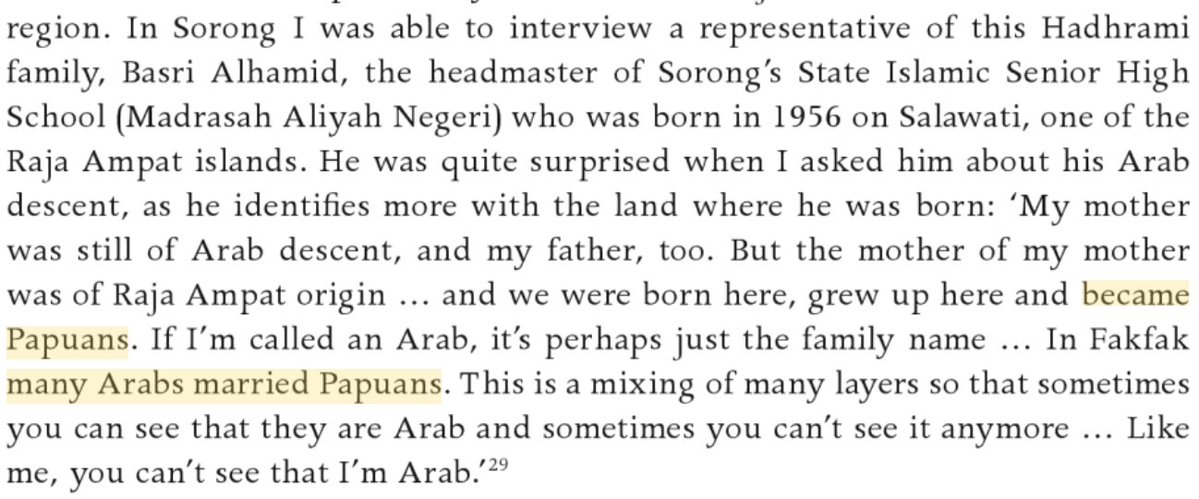 region. In Sorong I was able to interview a representative of this Hadhrami
family, Basri Alhamid, the headmaster of Sorong’s State Islamic Senior High
School (Madrasah Aliyah Negeri) who was born in 1956 on Salawati, one of the
Raja Ampat islands. He was quite surprised when I asked him about his Arab
descent, as he identifies more with the land where he was born: ‘My mother
was still of Arab descent, and my father, too. But the mother of my mother
was of Raja Ampat origin … and we were born here, grew up here and became
Papuans. If I’m called an Arab, it’s perhaps just the family name … In Fakfak
many Arabs married Papuans. This is a mixing of many layers so that sometimes
you can see that they are Arab and sometimes you can’t see it anymore … Like
me, you can’t see that I’m Arab.’29